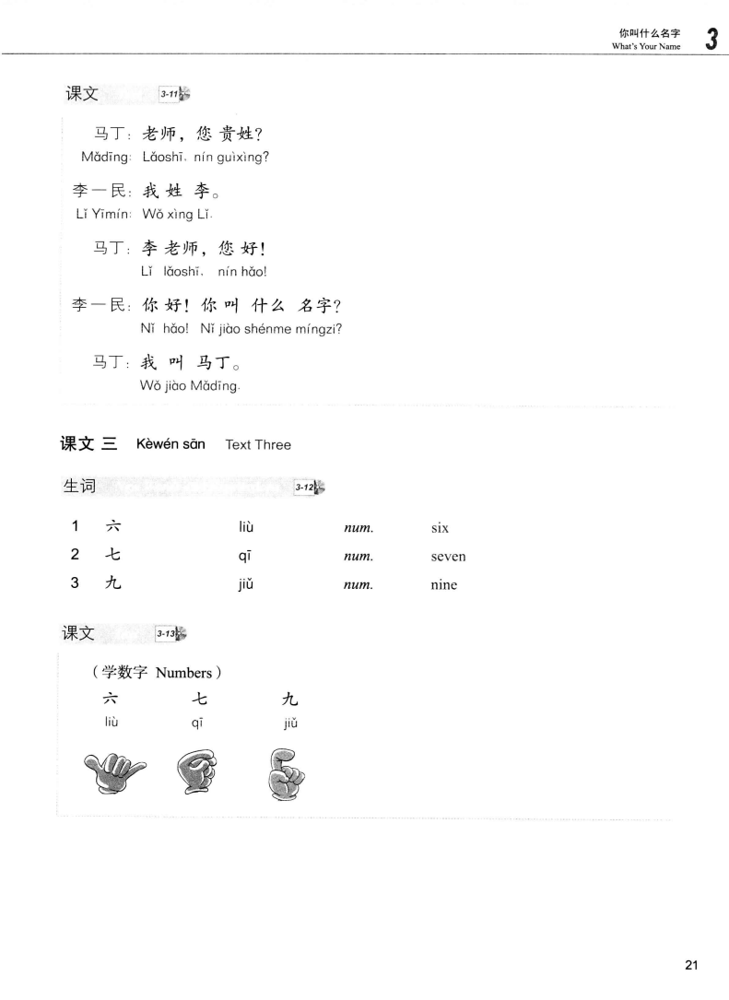 你叫什么名字
What's Your Name
3
课文 3-11
马丁：老师，您 贵姓？
Mǎdīng: Lǎoshī, nín guìxìng?
李一民：我 姓 李。
Lǐ Yīmín: Wǒ xìng Lǐ.
马丁：李 老师，您 好！
Lǐ lǎoshī, nín hǎo!
李一民：你 好！你 叫 什么 名字？
Nǐ hǎo! Nǐ jiào shénme míngzi?
马丁：我 叫 马丁。
Wǒ jiào Mǎdīng.
课文 三 Kèwén sān Text Three
生词 3-12
1 六 liù num. six
2 七 qī num. seven
3 九 jiǔ num. nine
课文 3-13
（学数字 Numbers）
六 七 九
liù qī jiǔ
21